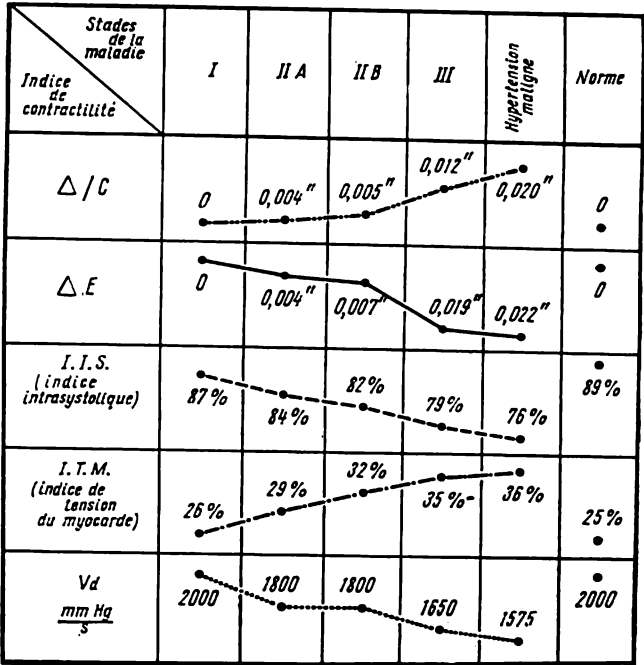 Stades
de la
maladie
Indice
de
contractilité
I
II A
II B
III
Hypertension
maligne
Norme
Δ/C
0
0,004"
0,005"
0,012"
0,020"
0
Δ.E
0
0,004"
0,007"
0,019"
0,022"
0
I.I.S.
(indice
intrasystolique)
87%
84%
82%
79%
76%
89%
I.T.M.
(indice de
tension
du myocarde)
26%
29%
32%
35%-
36%
25%
Vd
mm Hg
s
2000
1800
1800
1650
1575
2000